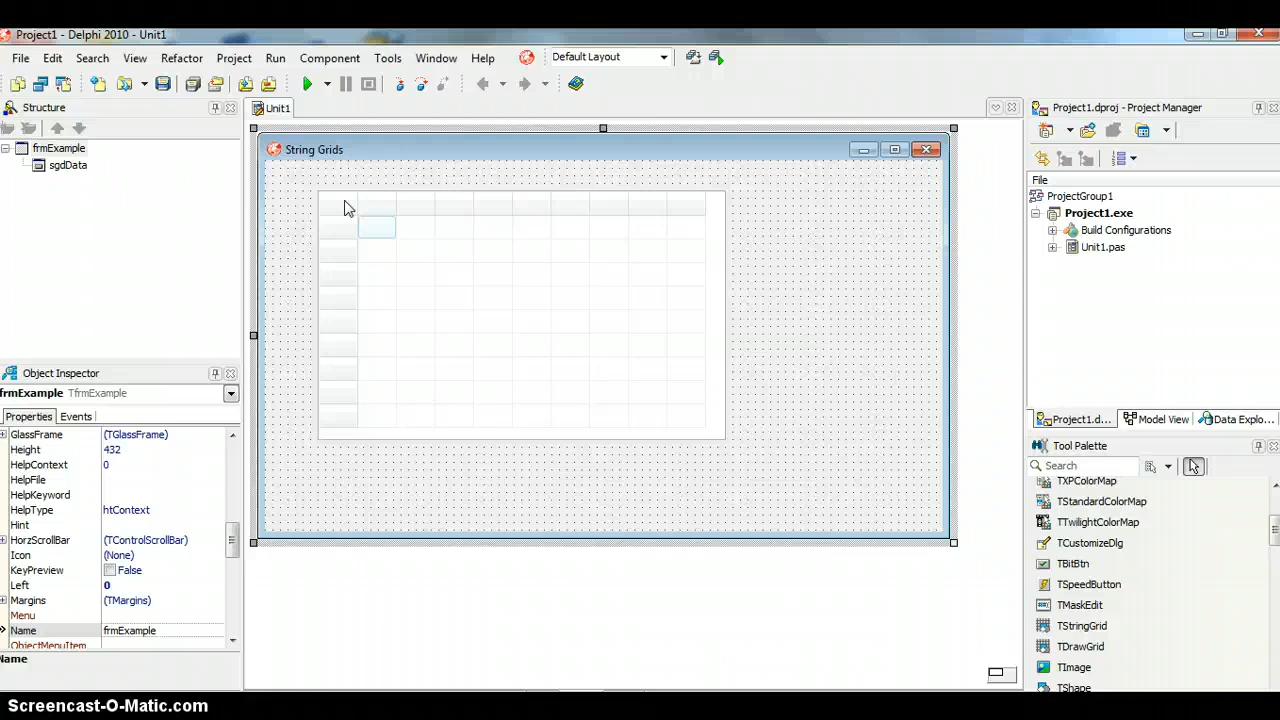 Project1 - Delphi 2010 - Unit1
File Edit Search View Refactor Project Run Component Tools Window Help Default Layout
Structure
frmExample
sgdData
Object Inspector
frmExample TfrmExample
Properties Events
GlassFrame (TGlassFrame)
Height 432
HelpContext 0
HelpFile
HelpKeyword
HelpType htContext
Hint
HorzScrollBar (TControlScrollBar)
Icon (None)
KeyPreview False
Left 0
Margins (TMargins)
Menu
Name frmExample
ObjectMenuItem
Name
Unit1
String Grids
Project1.dproj - Project Manager
File
ProjectGroup1
Project1.exe
Build Configurations
Unit1.pas
Project1.d... Model View Data Explo...
Tool Palette
Search
TXPColorMap
TStandardColorMap
TTwilightColorMap
TCustomizeDlg
TBitBtn
TSpeedButton
TMaskEdit
TStringGrid
TDrawGrid
TImage
TShape
Screencast-O-Matic.com